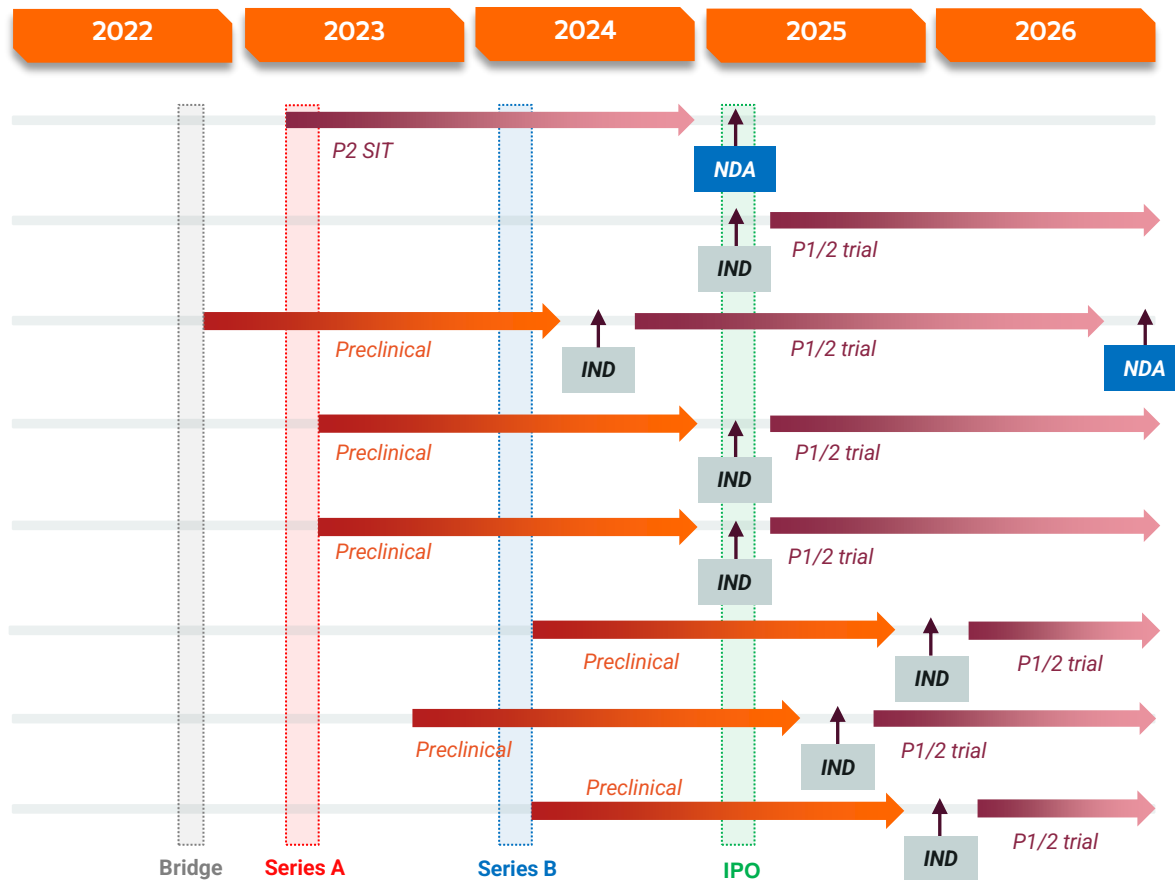 2022
2023
2024
2025
2026
P2 SIT
NDA
IND
P1/2 trial
Preclinical
IND
P1/2 trial
NDA
Preclinical
IND
P1/2 trial
Preclinical
IND
P1/2 trial
Preclinical
IND
P1/2 trial
Preclinical
IND
P1/2 trial
Preclinical
IND
P1/2 trial
Bridge
Series A
Series B
IPO